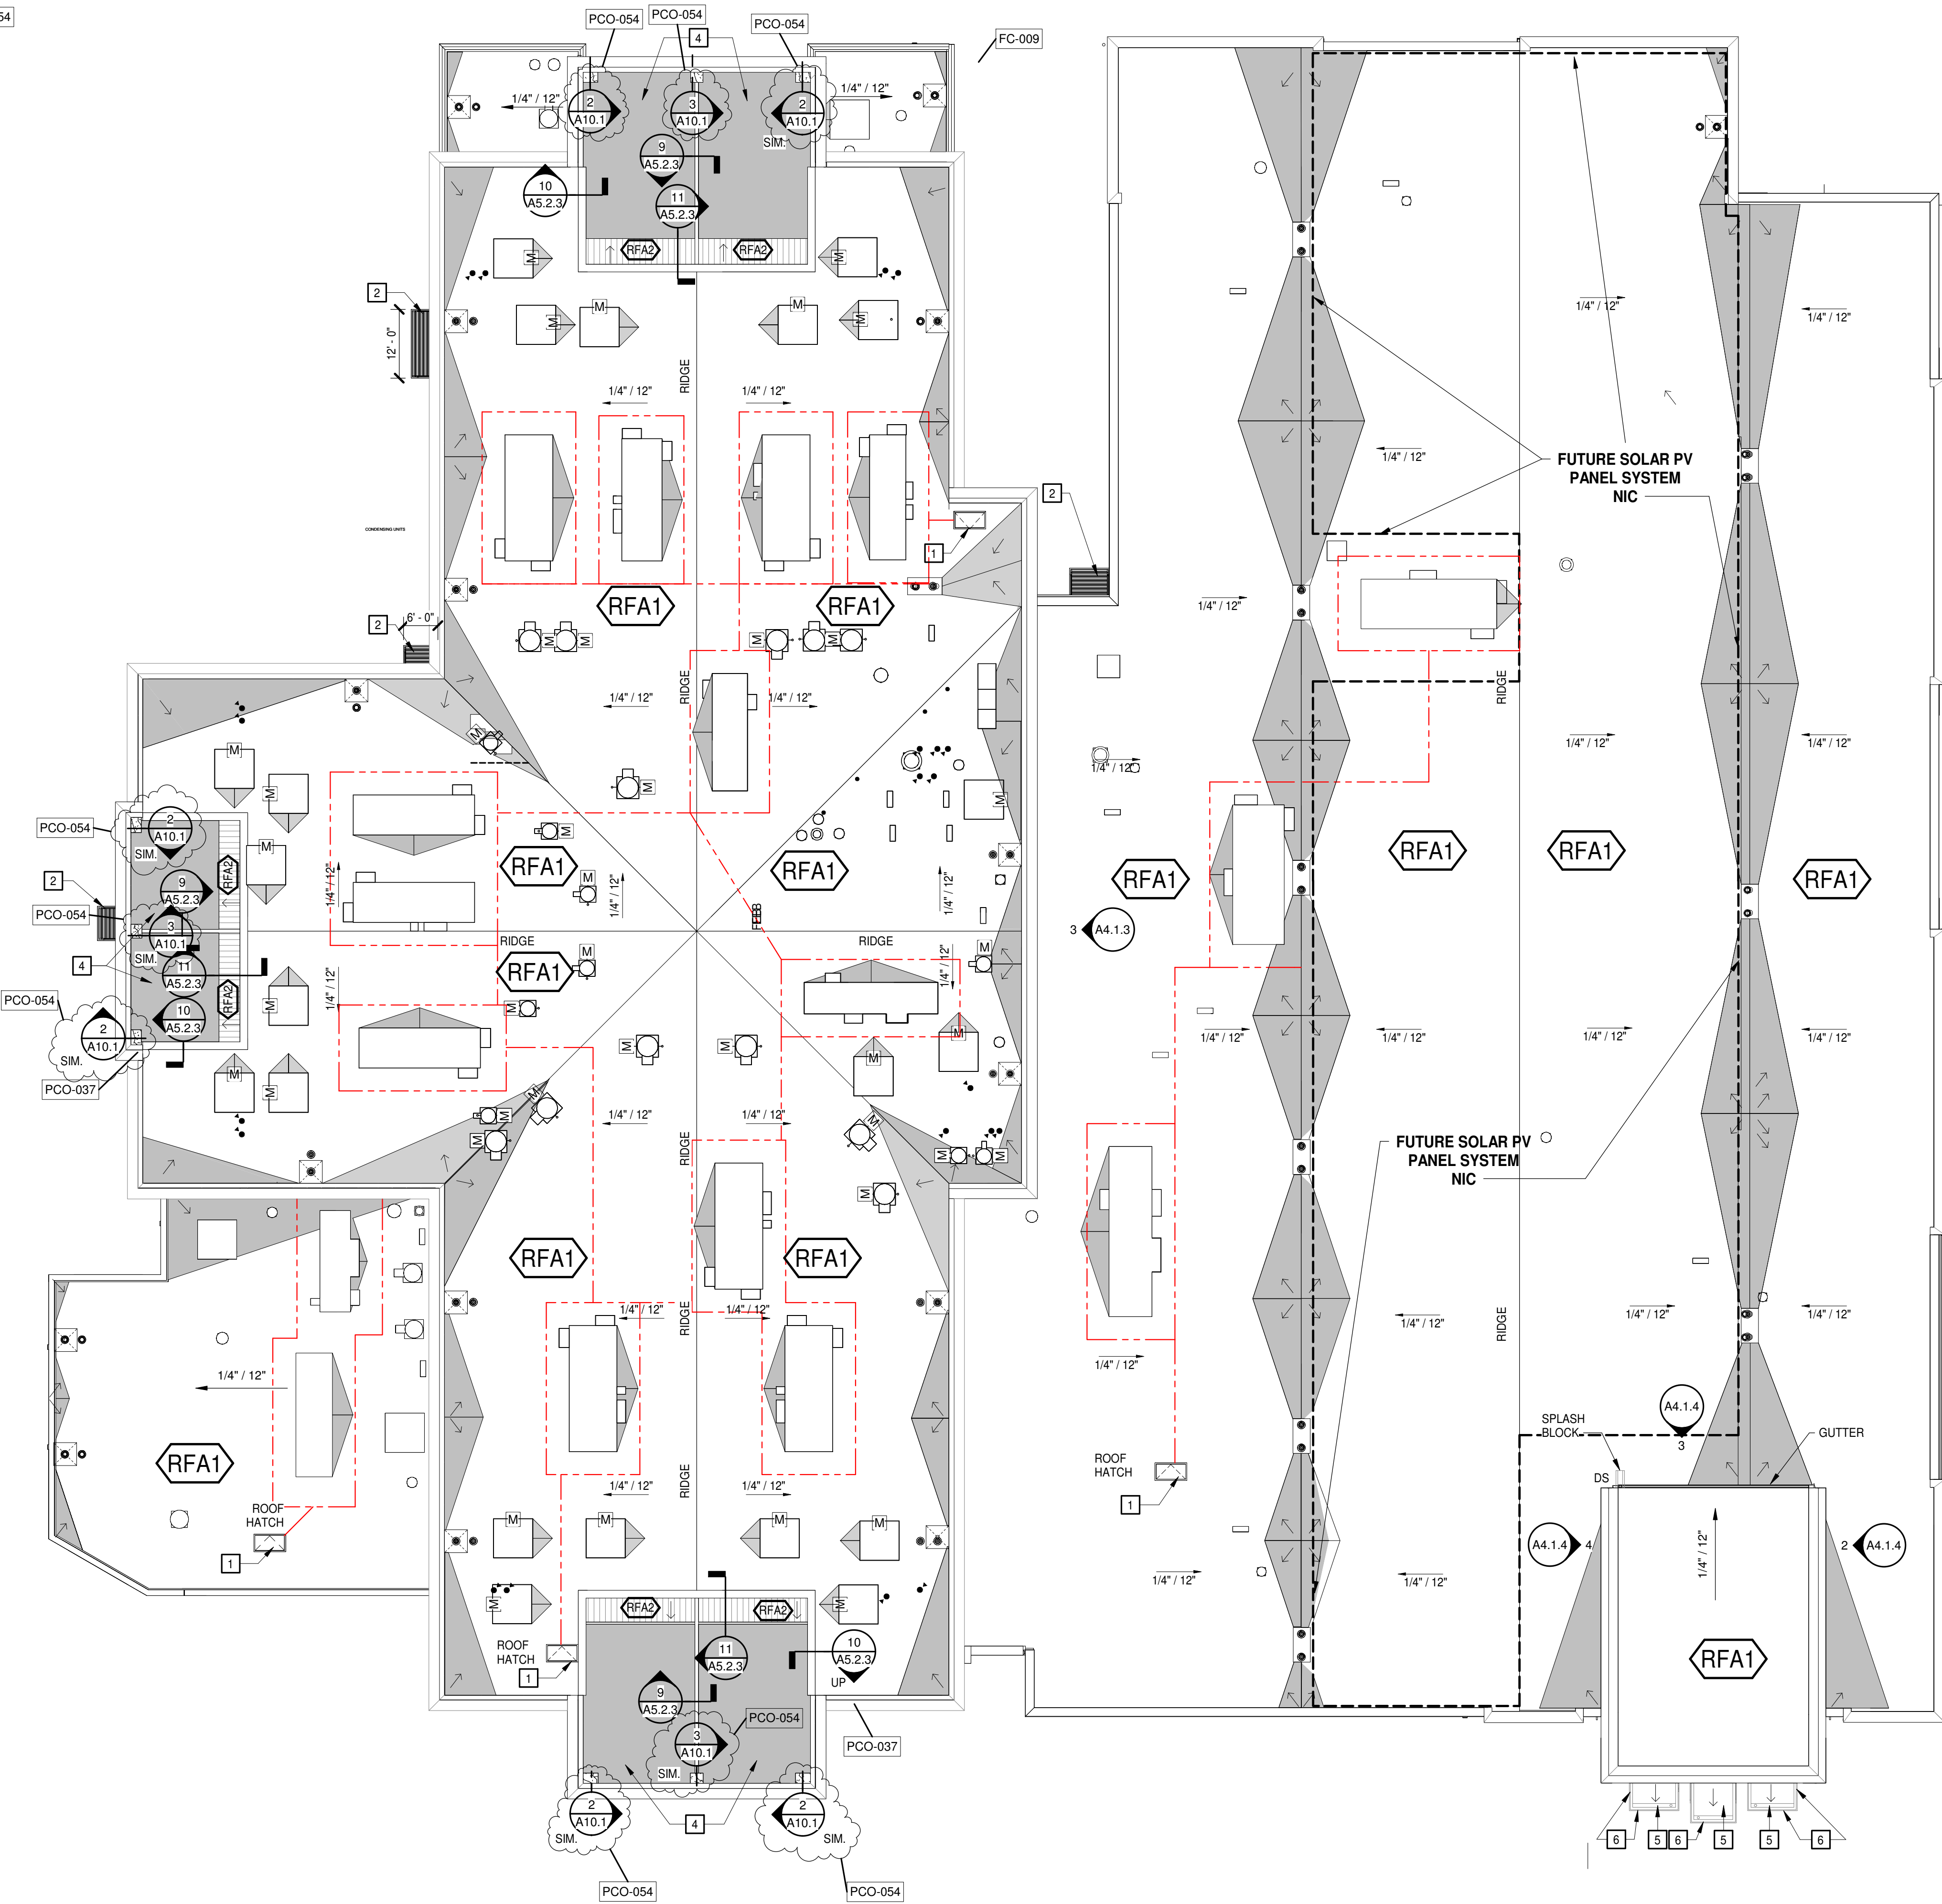 54
PCO-054
PCO-054
PCO-054
4
FC-009
1/4" / 12"
2
A10.1
3
A10.1
2
A10.1
SIM.
1/4" / 12"
9
A5.2.3
10
A5.2.3
11
A5.2.3
RFA2
RFA2
M
M
2
12' - 0"
M
M
M
M
1/4" / 12"
1/4" / 12"
RIDGE
1/4" / 12"
1/4" / 12"
1/4" / 12"
1/4" / 12"
FUTURE SOLAR PV
PANEL SYSTEM
NIC
CONDENSING UNITS
2
1
RFA1
RFA1
2
6' - 0"
M
M
M
M
M
1/4" / 12"
RIDGE
1/4" / 12"
1/4" / 12"
RIDGE
M
M
M
M
M
1/4" / 12"
1/4" / 12"
1/4" / 12"
PCO-054
2
A10.1
SIM.
M
M
RFA2
1/4" / 12"
RFA1
RFA1
RFA1
RFA1
RFA1
RFA1
2
9
A5.2.3
M
1/4" / 12"
1/4" / 12"
PCO-054
3
A10.1
SIM.
RIDGE
RIDGE
3
A4.1.3
4
11
A5.2.3
RFA2
RFA1
M
M
1/4" / 12"
1/4" / 12"
PCO-054
10
A5.2.3
2
A10.1
SIM.
PCO-037
M
M
M
M
M
M
1/4" / 12"
1/4" / 12"
1/4" / 12"
1/4" / 12"
M
M
M
M
1/4" / 12"
1/4" / 12"
M
RIDGE
M
M
FUTURE SOLAR PV
PANEL SYSTEM
NIC
M
RFA1
RFA1
1/4" / 12"
RIDGE
1/4" / 12"
1/4" / 12"
1/4" / 12"
1/4" / 12"
RIDGE
1/4" / 12"
1/4" / 12"
RFA1
ROOF
HATCH
1
RIDGE
1/4" / 12"
1/4" / 12"
ROOF
HATCH
1
A4.1.4
3
SPLASH
BLOCK
GUTTER
DS
M
M
M
M
A4.1.4
4
1/4" / 12"
2
A4.1.4
1/4" / 12"
1/4" / 12"
M
M
RFA2
RFA2
ROOF
HATCH
1
11
A5.2.3
10
A5.2.3
UP
RFA1
9
A5.2.3
PCO-054
3
A10.1
SIM.
PCO-037
2
A10.1
SIM.
4
2
A10.1
SIM.
6
5
6
5
5
6
PCO-054
PCO-054